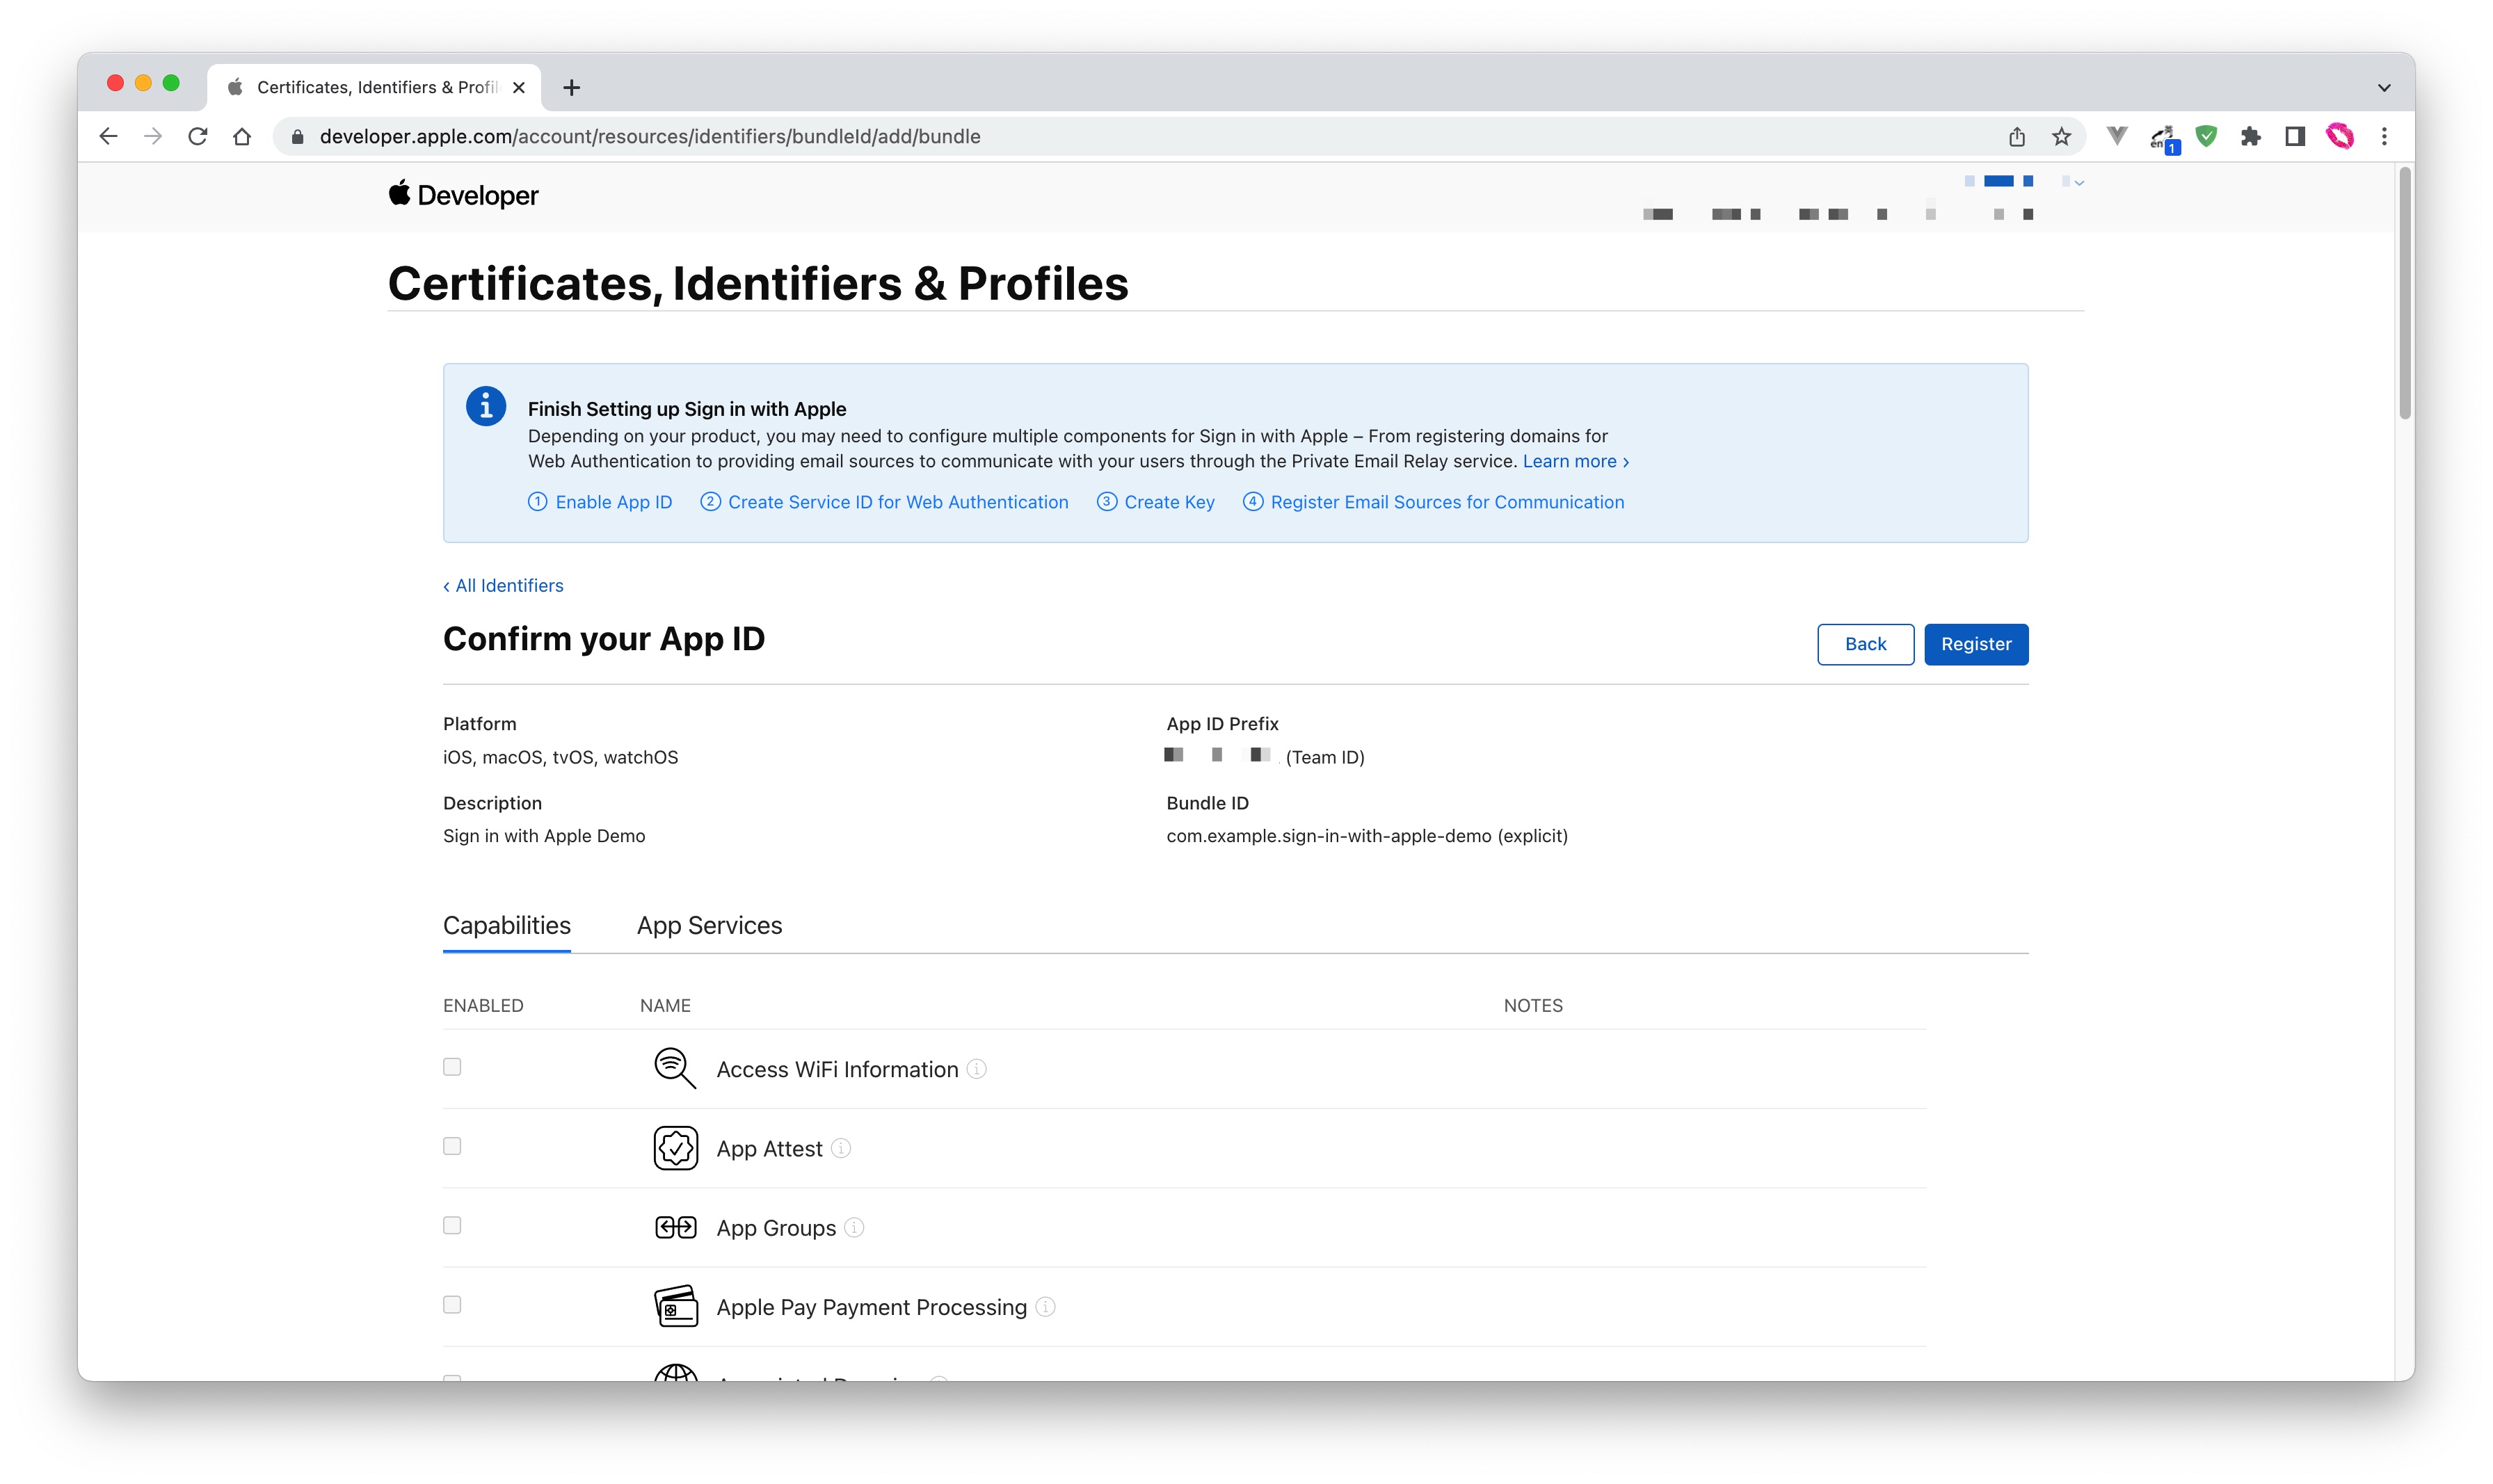 Certificates, Identifiers & Profil
developer.apple.com/account/resources/identifiers/bundleId/add/bundle
en
1
Developer
Certificates, Identifiers & Profiles
Finish Setting up Sign in with Apple
Depending on your product, you may need to configure multiple components for Sign in with Apple – From registering domains for
Web Authentication to providing email sources to communicate with your users through the Private Email Relay service. Learn more ›
1 Enable App ID 2 Create Service ID for Web Authentication 3 Create Key 4 Register Email Sources for Communication
‹ All Identifiers
Confirm your App ID
Back
Register
Platform
iOS, macOS, tvOS, watchOS
App ID Prefix
(Team ID)
Description
Sign in with Apple Demo
Bundle ID
com.example.sign-in-with-apple-demo (explicit)
Capabilities
App Services
ENABLED NAME NOTES
Access WiFi Information
App Attest
App Groups
Apple Pay Payment Processing